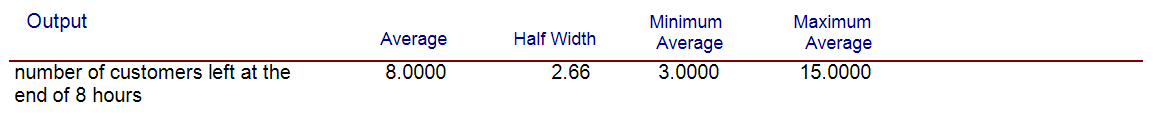 Output
Average Half Width Minimum Average Maximum Average
number of customers left at the 8.0000 2.66 3.0000 15.0000
end of 8 hours